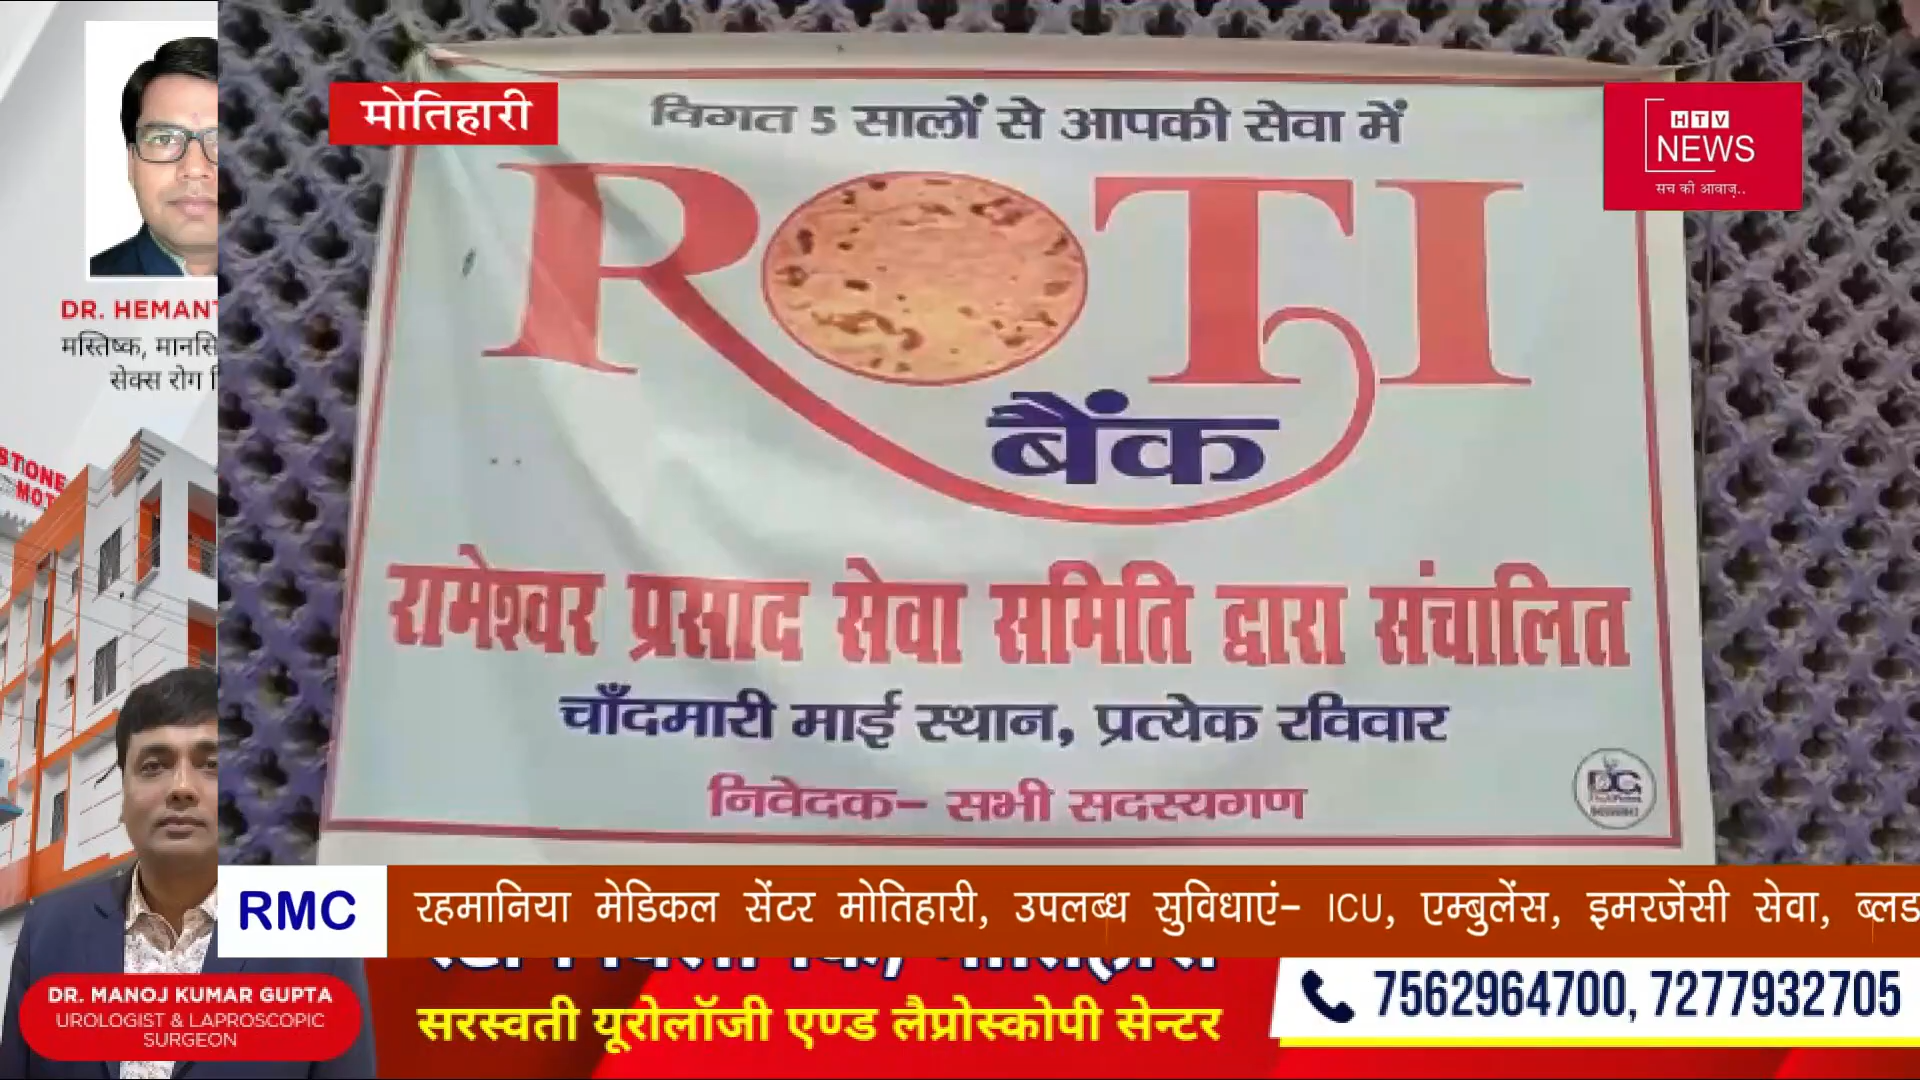 मोतिहारी
HTV
NEWS
सच की आवाज़..
विगत 5 सालों से आपकी सेवा में
ROTI
बैंक
रामेश्वर प्रसाद सेवा समिति द्वारा संचालित
चाँदमारी माई स्थान, प्रत्येक रविवार
निवेदक- सभी सदस्यगण
DR. HEMANT
मस्तिष्क, मानसि
सेक्स रोग
STONE
RMC रहमानिया मेडिकल सेंटर मोतिहारी, उपलब्ध सुविधाएं- ICU, एम्बुलेंस, इमरजेंसी सेवा, ब्लड
DR. MANOJ KUMAR GUPTA
UROLOGIST & LAPROSCOPIC
SURGEON
सरस्वती यूरोलॉजी एण्ड लैप्रोस्कोपी सेन्टर
7562964700, 7277932705